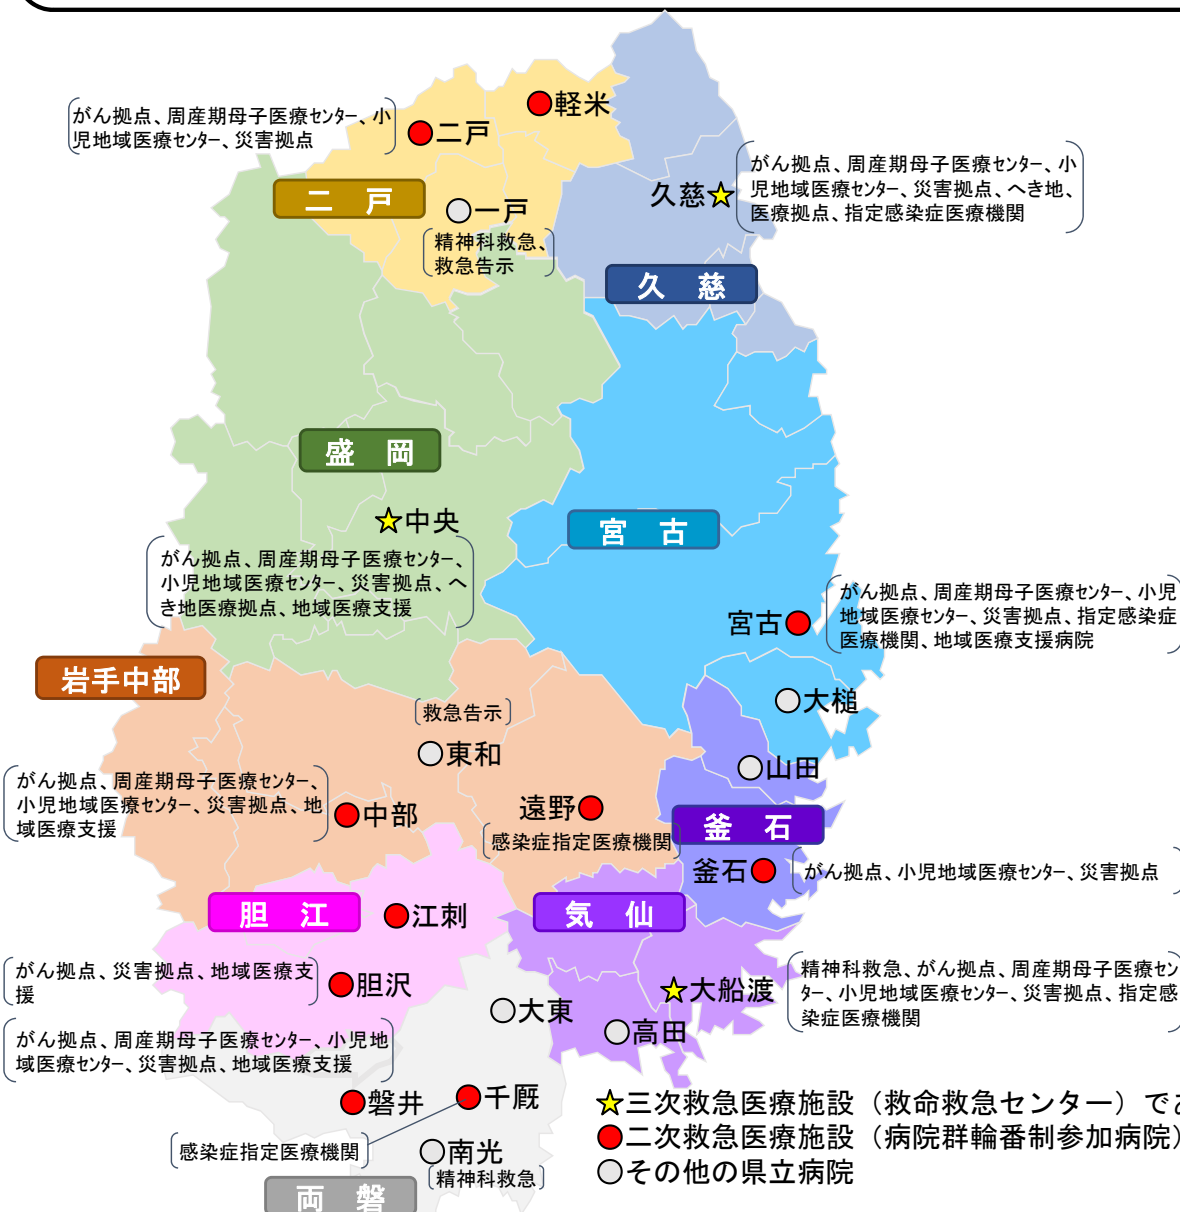 軽米
がん拠点、周産期母子医療センター、小
児地域医療センター、災害拠点
二戸
二 戸
一戸
精神科救急、
救急告示
久慈
がん拠点、周産期母子医療センター、小
児地域医療センター、災害拠点、へき地、
医療拠点、指定感染症医療機関
久 慈
盛 岡
中央
がん拠点、周産期母子医療センター、
小児地域医療センター、災害拠点、へ
き地医療拠点、地域医療支援
宮 古
宮古
がん拠点、周産期母子医療センター、小児
地域医療センター、災害拠点、指定感染症
医療機関、地域医療支援病院
大槌
山田
岩手中部
救急告示
東和
がん拠点、周産期母子医療センター、
小児地域医療センター、災害拠点、地
域医療支援
中部
遠野
感染症指定医療機関
釜 石
釜石
がん拠点、小児地域医療センター、災害拠点
胆 江
江刺
気 仙
がん拠点、災害拠点、地域医療支
援
胆沢
大船渡
精神科救急、がん拠点、周産期母子医療セン
ター、小児地域医療センター、災害拠点、指定感
染症医療機関
大東
高田
がん拠点、周産期母子医療センター、小児地
域医療センター、災害拠点、地域医療支援
磐井
千厩
感染症指定医療機関
南光
精神科救急
両 磐
三次救急医療施設（救命救急センター）であ
二次救急医療施設（病院群輪番制参加病院）
その他の県立病院